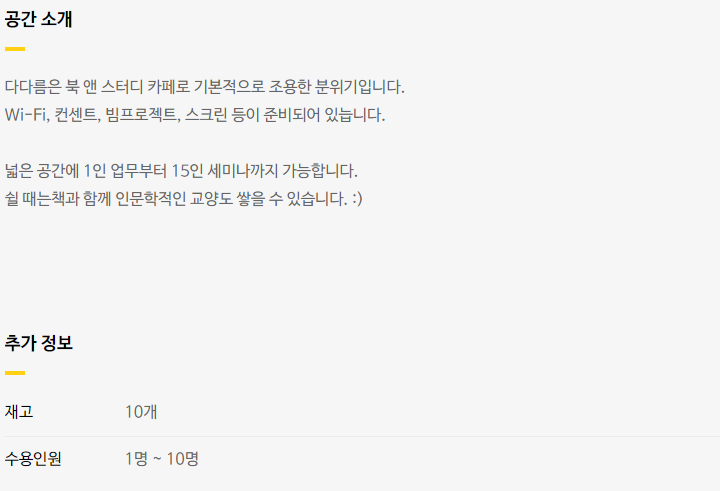 공간 소개
다다름은 북 앤 스터디 카페로 기본적으로 조용한 분위기입니다.
Wi-Fi, 컨센트, 빔프로젝트, 스크린 등이 준비되어 있늡니다.
넓은 공간에 1인 업무부터 15인 세미나까지 가능합니다.
쉴 때는책과 함께 인문학적인 교양도 쌓을 수 있습니다. :)
추가 정보
재고 10개
수용인원 1명 ~ 10명